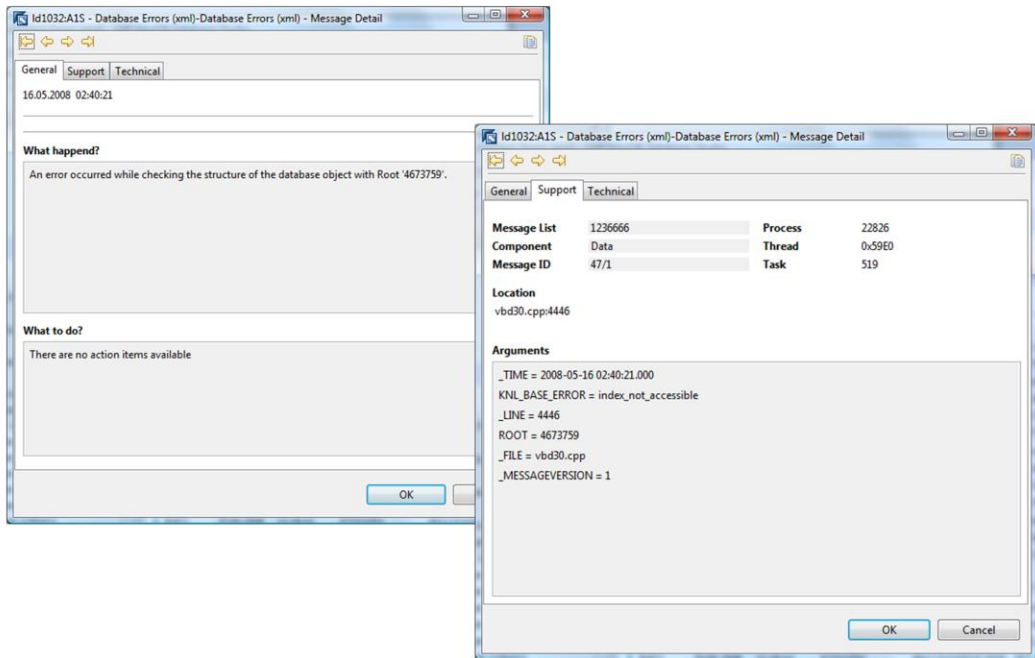 Id1032:A1S - Database Errors (xml)-Database Errors (xml) - Message Detail
General Support Technical
16.05.2008 02:40:21
What happend?
An error occurred while checking the structure of the database object with Root '4673759'.
What to do?
There are no action items available
OK
Id1032:A1S - Database Errors (xml)-Database Errors (xml) - Message Detail
General Support Technical
Message List 1236666 Process 22826
Component Data Thread 0x59E0
Message ID 47/1 Task 519
Location
vbd30.cpp:4446
Arguments
_TIME = 2008-05-16 02:40:21.000
KNL_BASE_ERROR = index_not_accessible
_LINE = 4446
ROOT = 4673759
_FILE = vbd30.cpp
_MESSAGEVERSION = 1
OK Cancel